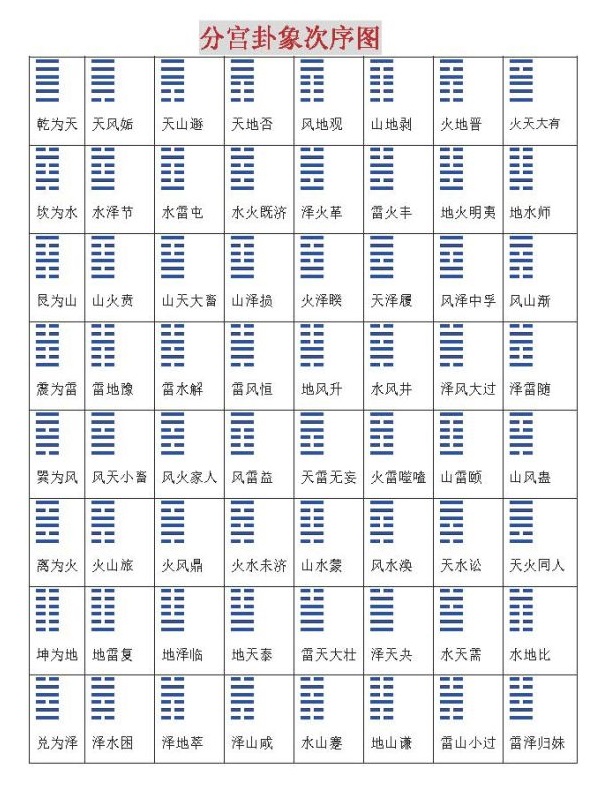 分宫卦象次序图
乾为天 天风姤 天山遯 天地否 风地观 山地剥 火地晋 火天大有
坎为水 水泽节 水雷屯 水火既济 泽火革 雷火丰 地火明夷 地水师
艮为山 山火贲 山天大畜 山泽损 火泽睽 天泽履 风泽中孚 风山渐
震为雷 雷地豫 雷水解 雷风恒 地风升 水风井 泽风大过 泽雷随
巽为风 风天小畜 风火家人 风雷益 天雷无妄 火雷噬嗑 山雷颐 山风蛊
离为火 火山旅 火风鼎 火水未济 山水蒙 风水涣 天水讼 天火同人
坤为地 地雷复 地泽临 地天泰 雷天大壮 泽天夬 水天需 水地比
兑为泽 泽水困 泽地萃 泽山咸 水山蹇 地山谦 雷山小过 雷泽归妹